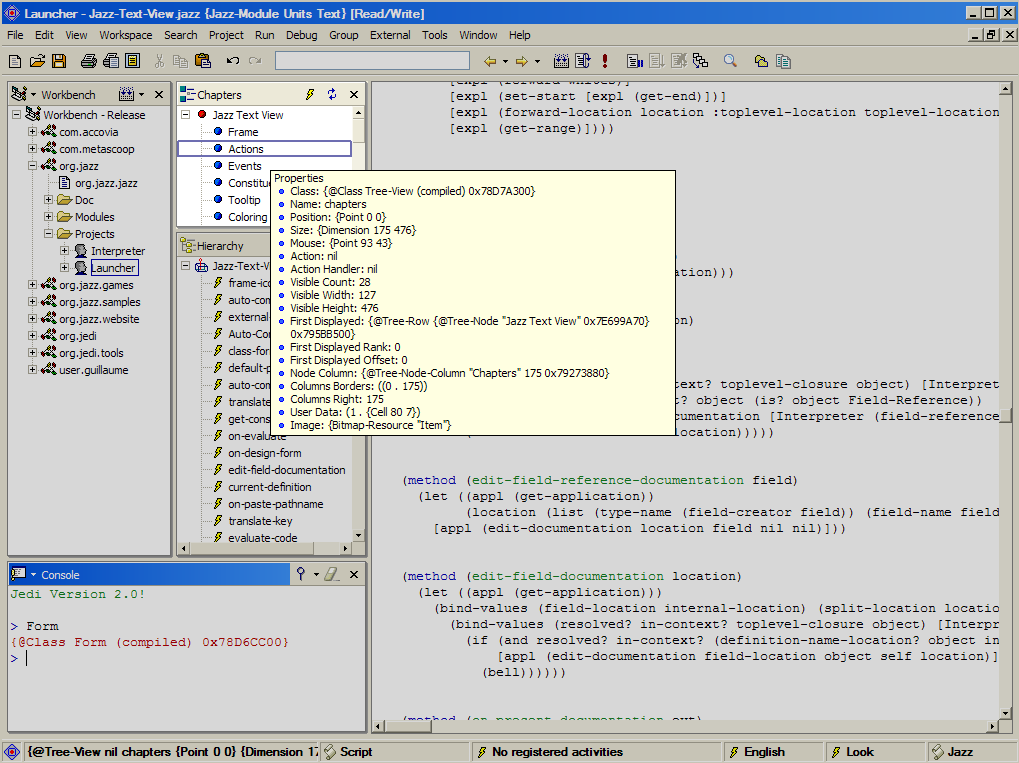 Launcher - Jazz-Text-View.jazz {Jazz-Module Units Text} [Read/Write]
File Edit View Workspace Search Project Run Debug Group External Tools Window Help
Workbench
Workbench - Release
com.accovia
com.metascoop
org.jazz
org.jazz.jazz
Doc
Modules
Projects
Interpreter
Launcher
org.jazz.games
org.jazz.samples
org.jazz.website
org.jedi
org.jedi.tools
user.guillaume
Chapters
Jazz Text View
Frame
Actions
Events
Constitu
Tooltip
Coloring
Hierarchy
Jazz-Text-V
frame-ic
auto-com
external
Auto-Co
class-for
default-p
auto-com
translate
get-cons
on-evaluate
on-design-form
edit-field-documentation
current-definition
on-paste-pathname
translate-key
evaluate-code
Properties
Class: {@Class Tree-View (compiled) 0x78D7A300}
Name: chapters
Position: {Point 0 0}
Size: {Dimension 175 476}
Mouse: {Point 93 43}
Action: nil
Action Handler: nil
Visible Count: 28
Visible Width: 127
Visible Height: 476
First Displayed: {@Tree-Row {@Tree-Node "Jazz Text View" 0x7E699A70}
0x795BB500}
First Displayed Rank: 0
First Displayed Offset: 0
Node Column: {@Tree-Node-Column "Chapters" 175 0x79273880}
Columns Borders: ((0 . 175))
Columns Right: 175
User Data: (1 . {Cell 80 7})
Image: {Bitmap-Resource "Item"}
[expl (set-start [expl (get-end)])]
[expl (forward-location location :toplevel-location toplevel-location
[expl (get-range)])))
ation)))
on)
ext? toplevel-closure object) [Interpret
? object (is? object Field-Reference))
umentation [Interpreter (field-reference
location)))))
(method (edit-field-reference-documentation field)
(let ((appl (get-application))
(location (list (type-name (field-creator field)) (field-name field
[appl (edit-documentation location field nil nil)]))
(method (edit-field-documentation location)
(let ((appl (get-application)))
(bind-values (field-location internal-location) (split-location locatio
(bind-values (resolved? in-context? toplevel-closure object) [Interpr
(if (and resolved? in-context? (definition-name-location? object in
[appl (edit-documentation field-location object self location)]
(bell))))))
(method (on-present-documentation evt)
Console
Jedi Version 2.0!
> Form
{@Class Form (compiled) 0x78D6CC00}
>
{@Tree-View nil chapters {Point 0 0} {Dimension 17 Script No registered activities English Look Jazz